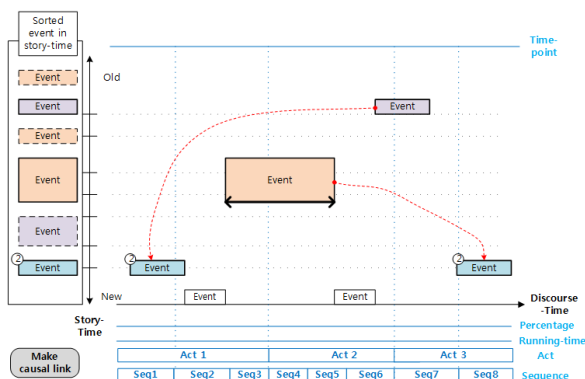 Sorted
event in
story-time
Time-
point
Old
Event
Event
Event
Event
Event
Event
2
Event
Event
2
Event
2
Event
Event
Event
New
Discourse
-Time
Story-
Time
Percentage
Running-time
Make
causal link
Act 1
Act 2
Act 3
Act
Seq1
Seq2
Seq3
Seq4
Seq5
Seq6
Seq7
Seq8
Sequence